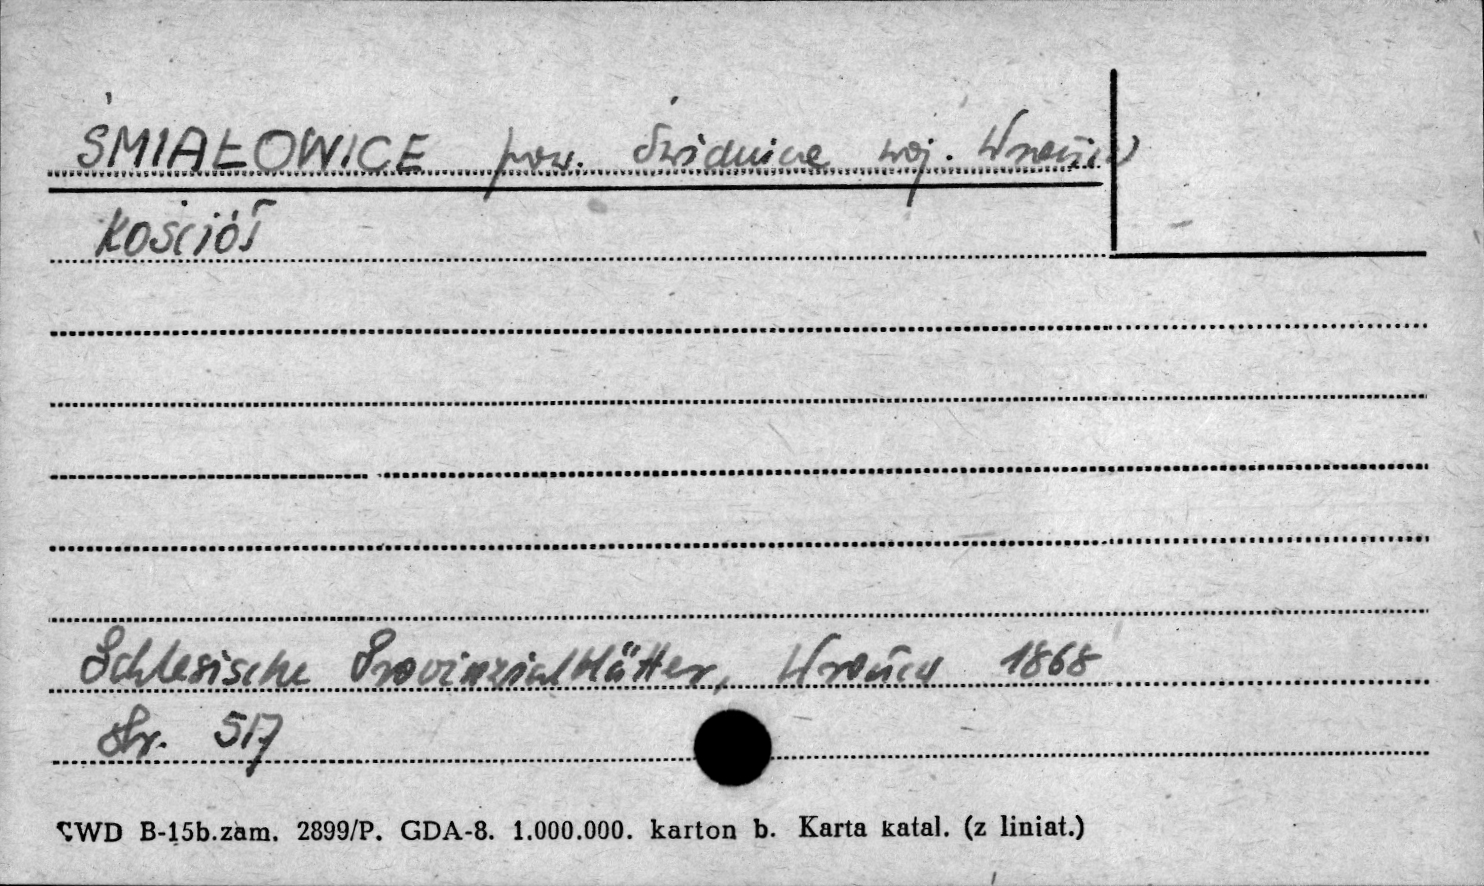 ŚMIAŁOWICE pow. Świdnica woj. Wrocław
Kościół
Schlesische Provinzialblätter, Wrocław 1868
Str. 517
CWD B-15b.zam. 2899/P. GDA-8. 1.000.000. karton b. Karta katal. (z liniat.)